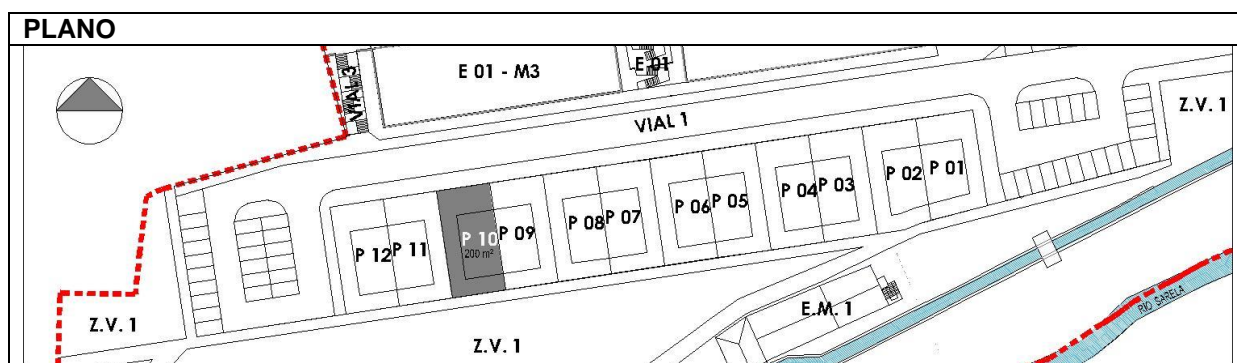 PLANO
VIAL 3
E 01 - M3
E 01
VIAL 1
Z.V. 1
P 12
P 11
P 10
200 m²
P 09
P 08
P 07
P 06
P 05
P 04
P 03
P 02
P 01
Z.V. 1
Z.V. 1
E.M. 1
RIO SARELA